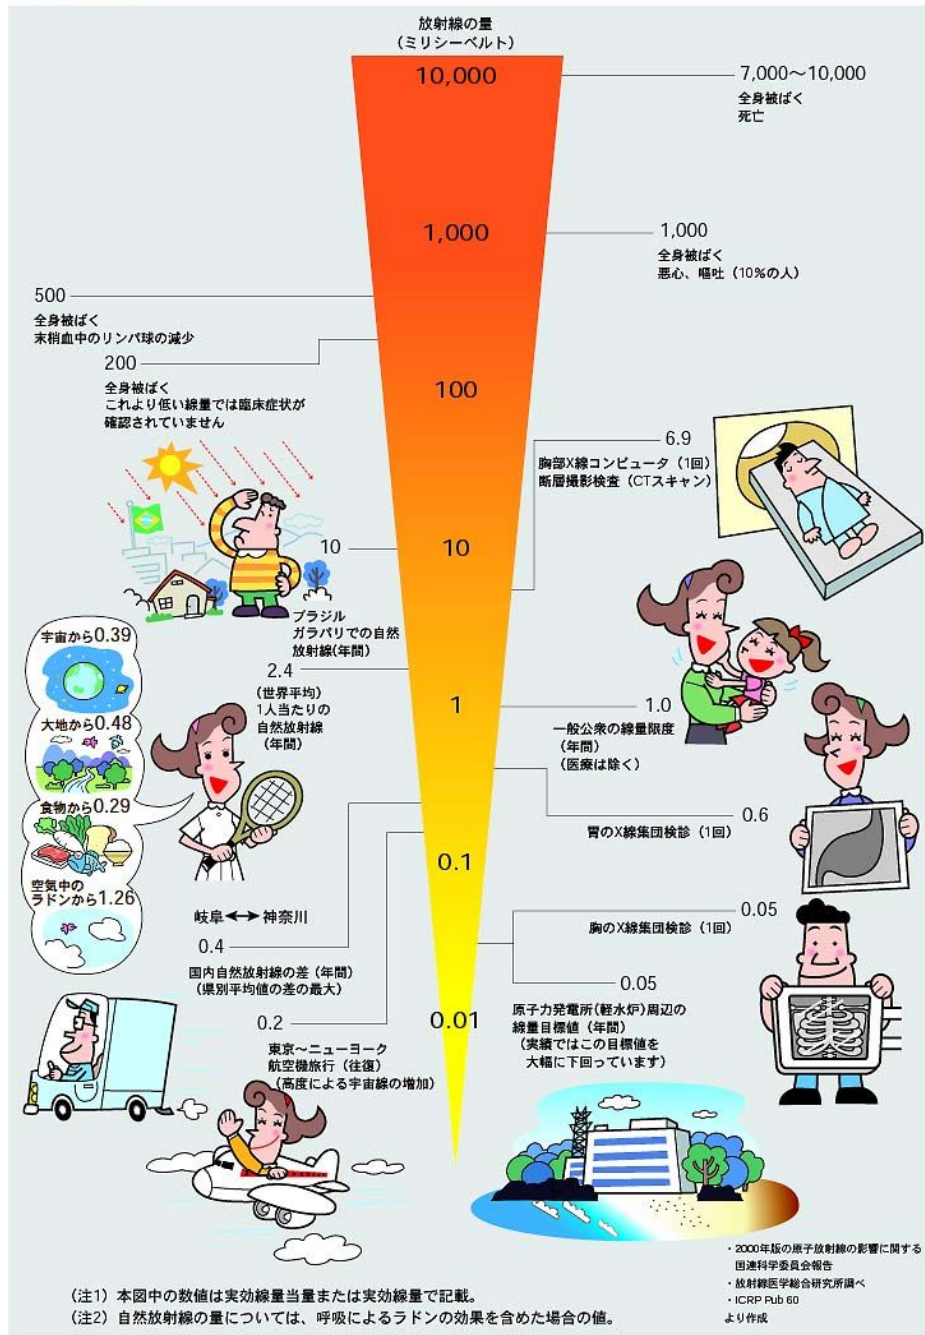 放射線の量
（ミリシーベルト）
10,000
7,000～10,000
全身被ばく
死亡
1,000
1,000
全身被ばく
悪心、嘔吐（10％の人）
500
全身被ばく
末梢血中のリンパ球の減少
200
全身被ばく
これより低い線量では臨床症状が
確認されていません
100
6.9
胸部X線コンピュータ（1回）
断層撮影検査（CTスキャン）
10
10
ブラジル
ガラパリでの自然
放射線（年間）
宇宙から0.39
大地から0.48
食物から0.29
空気中の
ラドンから1.26
2.4
（世界平均）
1人当たりの
自然放射線
（年間）
1
1.0
一般公衆の線量限度
（年間）
（医療は除く）
0.6
胃のX線集団検診（1回）
0.1
岐阜↔神奈川
0.4
国内自然放射線の差（年間）
（県別平均値の差の最大）
0.05
胸のX線集団検診（1回）
0.05
原子力発電所（軽水炉）周辺の
線量目標値（年間）
（実績ではこの目標値を
大幅に下回っています）
0.01
0.2
東京～ニューヨーク
航空機旅行（往復）
（高度による宇宙線の増加）
・2000年版の原子放射線の影響に関する
国連科学委員会報告
・放射線医学総合研究所調べ
・ICRP Pub 60
より作成
（注1）本図中の数値は実効線量当量または実効線量で記載。
（注2）自然放射線の量については、呼吸によるラドンの効果を含めた場合の値。